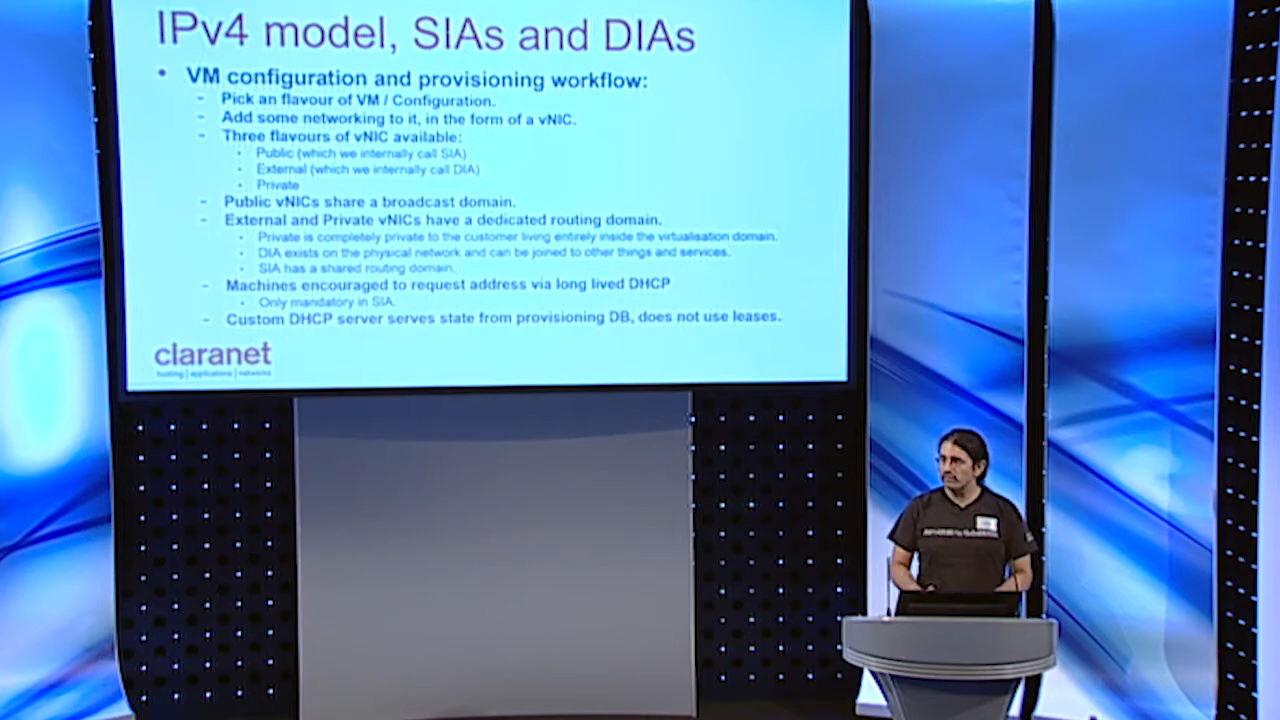 IPv4 model, SIAs and DIAs
• VM configuration and provisioning workflow:
- Pick an flavour of VM / Configuration.
- Add some networking to it, in the form of a vNIC.
- Three flavours of vNIC available:
• Public (which we internally call SIA)
• External (which we internally call DIA)
• Private
- Public vNICs share a broadcast domain.
- External and Private vNICs have a dedicated routing domain.
• Private is completely private to the customer living entirely inside the virtualisation domain.
• DIA exists on the physical network and can be joined to other things and services.
• SIA has a shared routing domain.
- Machines encouraged to request address via long lived DHCP
• Only mandatory in SIA.
- Custom DHCP server serves state from provisioning DB, does not use leases.
claranet
hosting | applications | networks